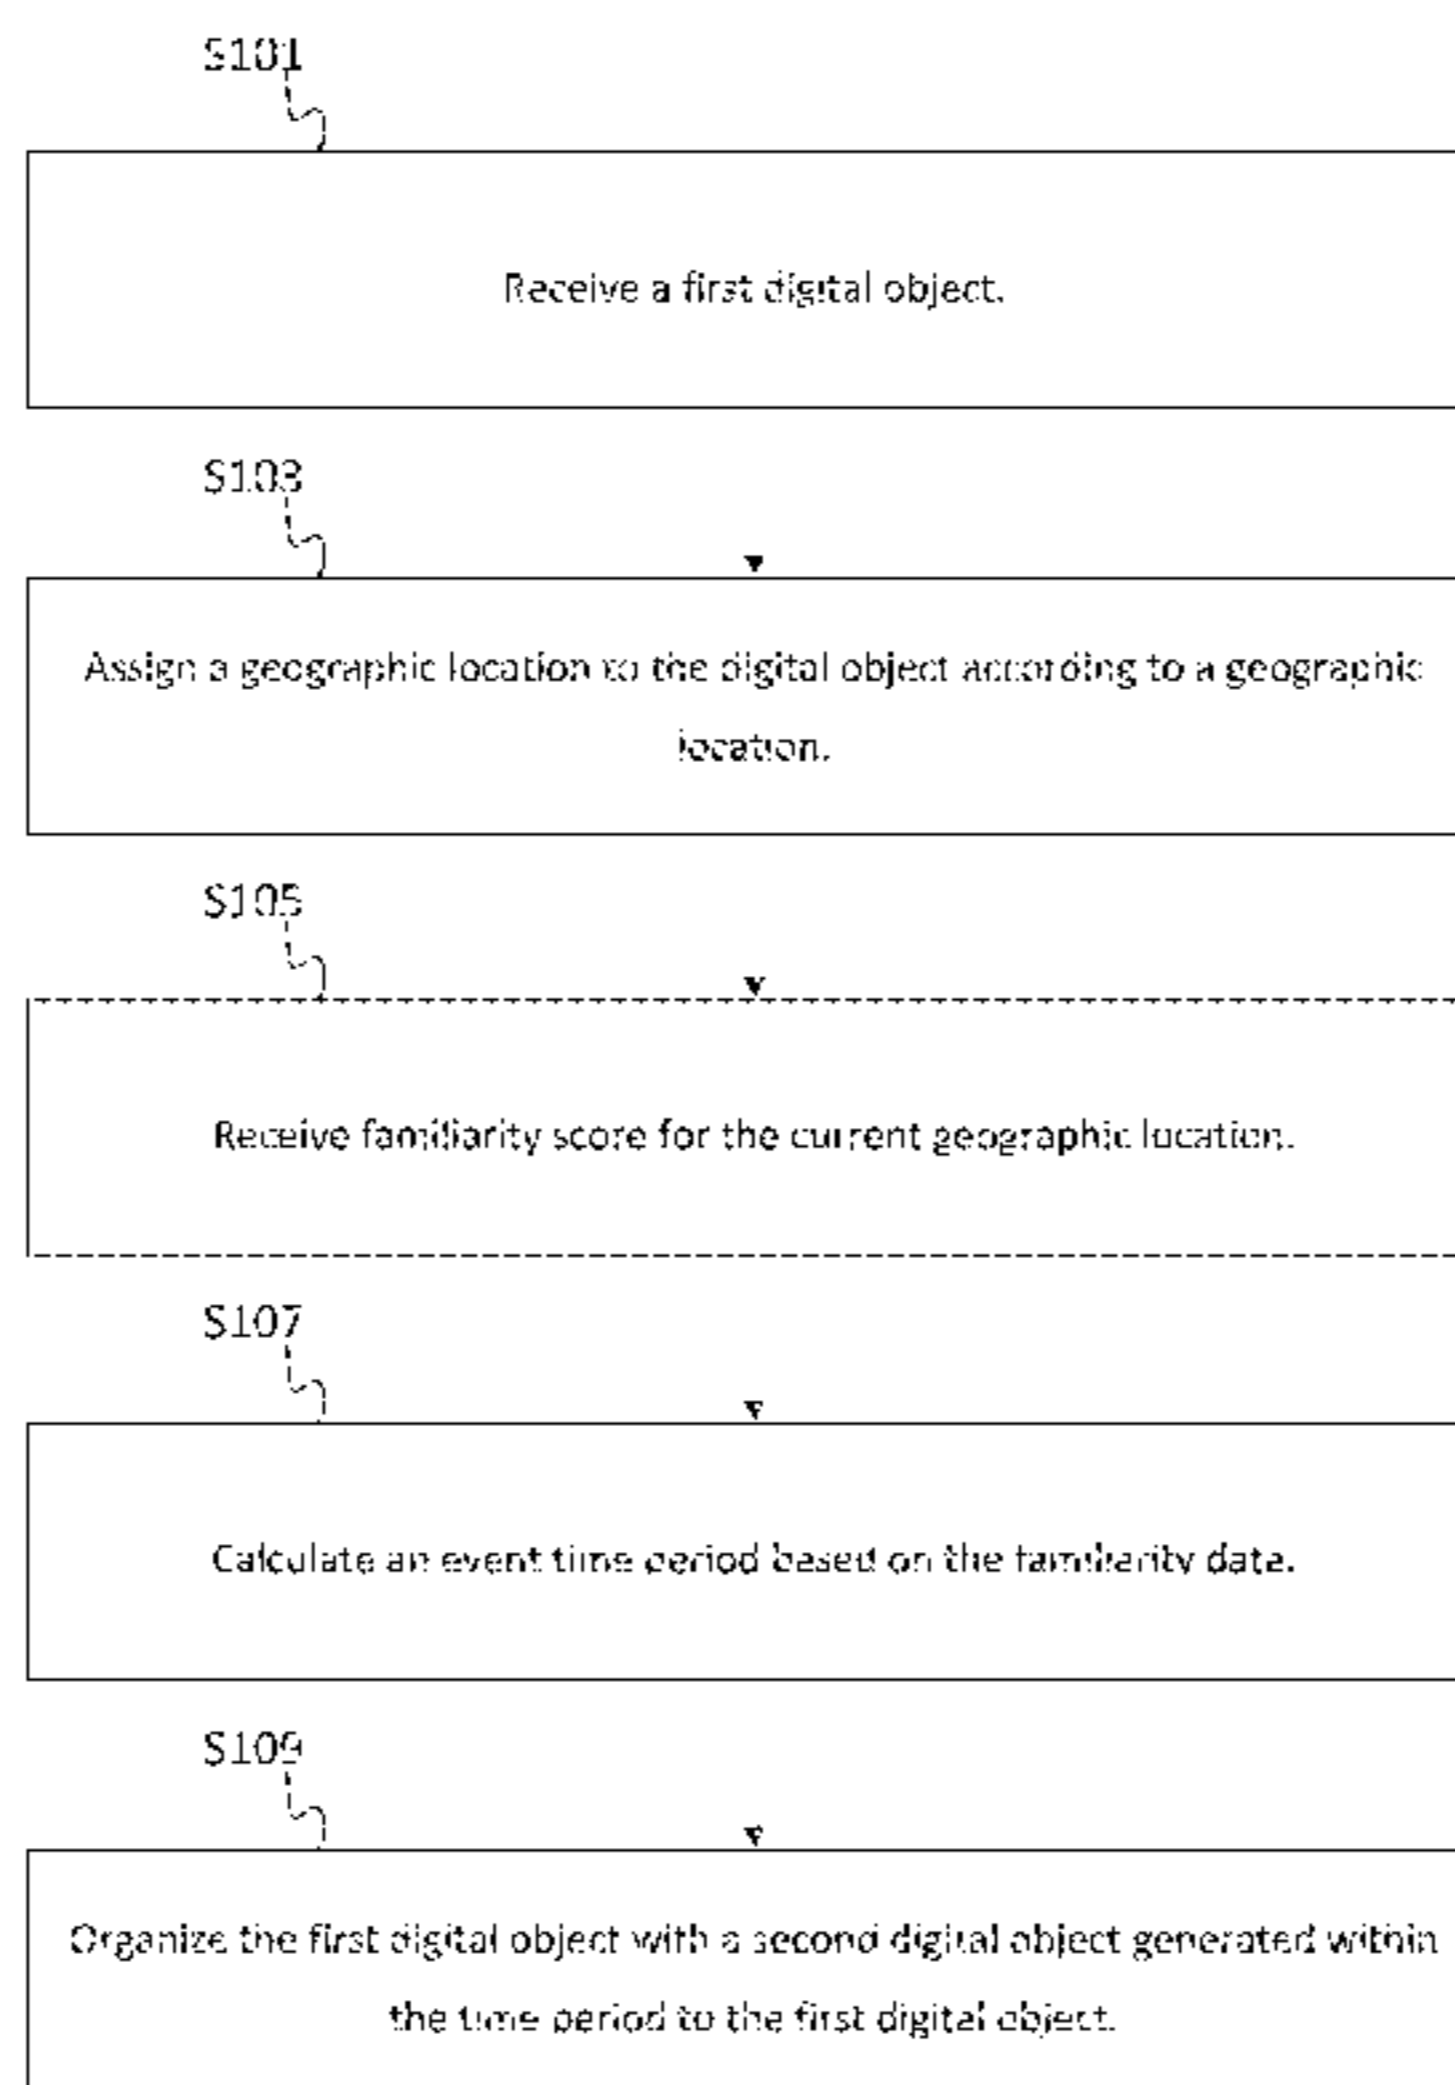 S101
Receive a first digital object.
S103
Assign a geographic location to the digital object according to a geographic
location.
S105
Receive familiarity score for the current geographic location.
S107
Calculate an event time period based on the familiarity data.
S109
Organize the first digital object with a second digital object generated within
the time period to the first digital object.